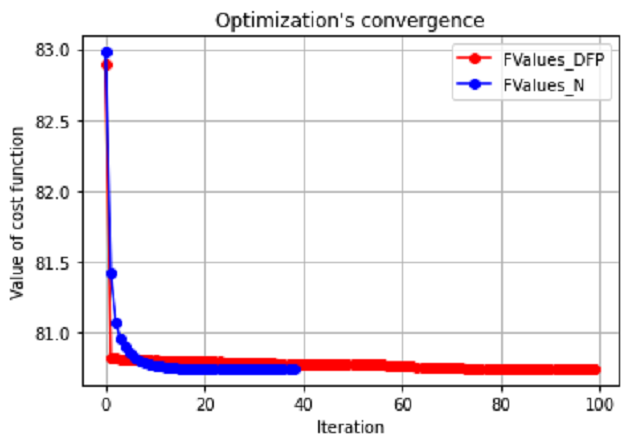 Optimization's convergence
FValues_DFP
FValues_N
Value of cost function
83.0
82.5
82.0
81.5
81.0
0 20 40 60 80 100
Iteration